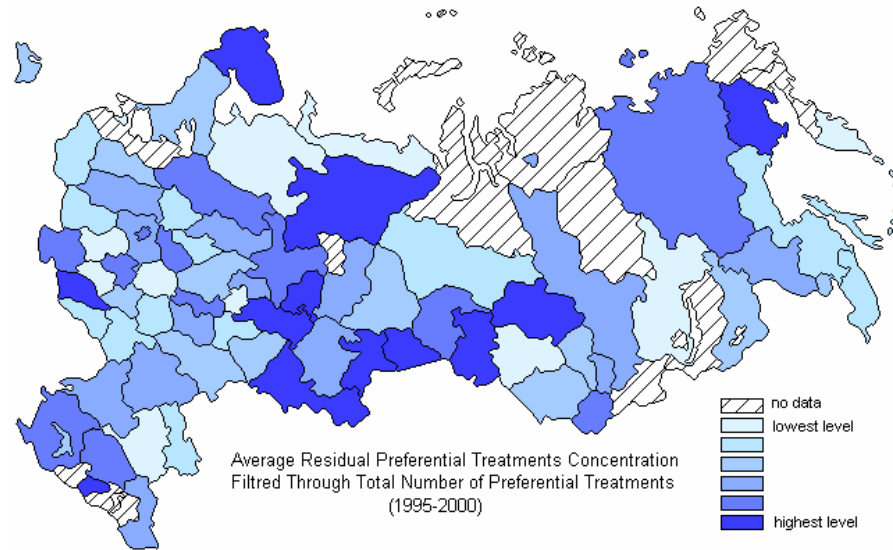 no data
lowest level
highest level
Average Residual Preferential Treatments Concentration
Filtred Through Total Number of Preferential Treatments
(1995-2000)